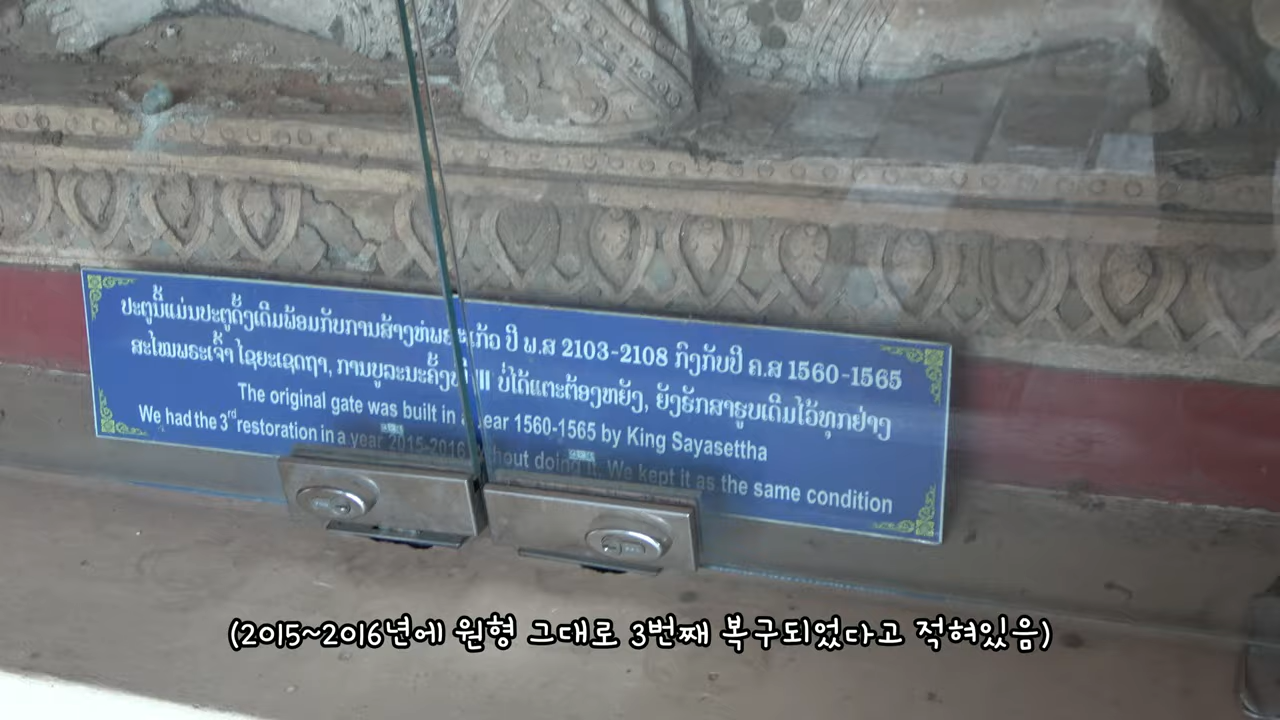 ປະຕູນີ້ແມ່ນປະຕູດັ້ງເດີມພ້ອມກັບການສ້າງຫໍພຣະແກ້ວ ປີ ພ.ສ 2103-2108 ກົງກັບປີ ຄ.ສ 1560-1565
ສະໄໝພຣະເຈົ້າ ໄຊຍະເຊດຖາ, ການບູລະນະຄັ້ງທີ III ບໍ່ໄດ້ແຕະຕ້ອງຫຍັງ, ຍັງຮັກສາຮູບເດີມໄວ້ທຸກຢ່າງ
The original gate was built in a year 1560-1565 by King Sayasettha
We had the 3rd restoration in a year 2015-2016 without doing it. We kept it as the same condition
(2015~2016년에 원형 그대로 3번째 복구되었다고 적혀있음)